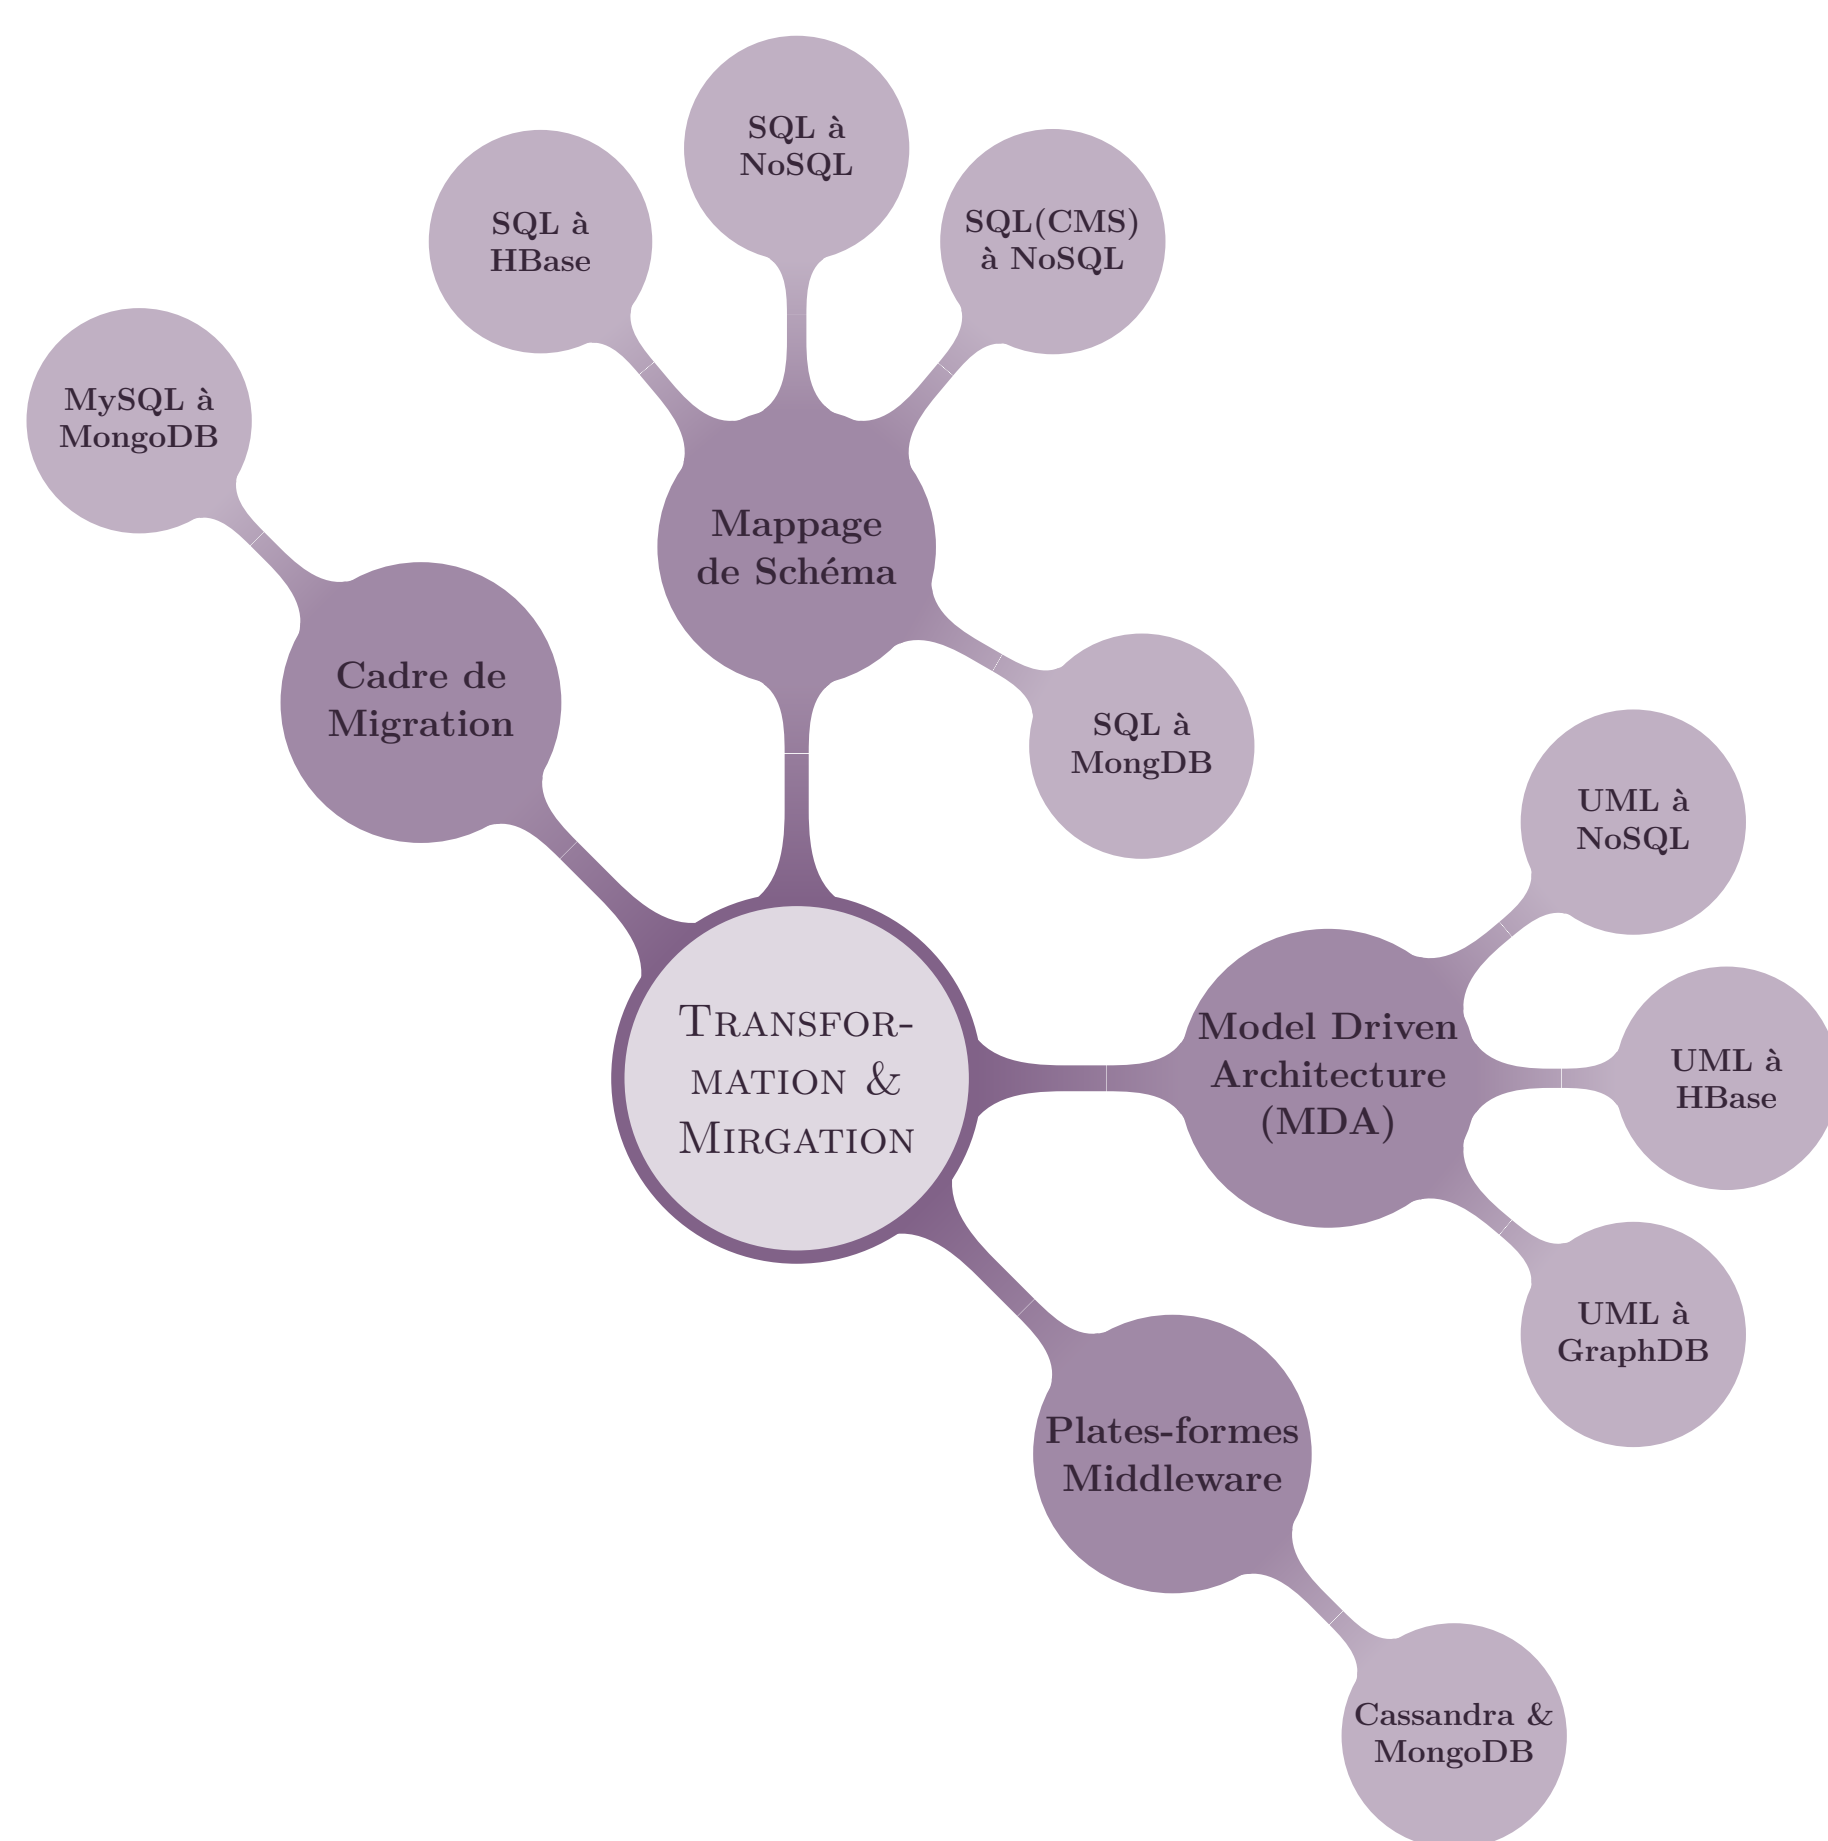 SQL à
NoSQL
SQL à
HBase
SQL(CMS)
à NoSQL
MySQL à
MongoDB
Mappage
de Schéma
Cadre de
Migration
SQL à
MongDB
UML à
NoSQL
TRANSFOR-
MATION &
MIRGATION
Model Driven
Architecture
(MDA)
UML à
HBase
UML à
GraphDB
Plates-formes
Middleware
Cassandra &
MongoDB